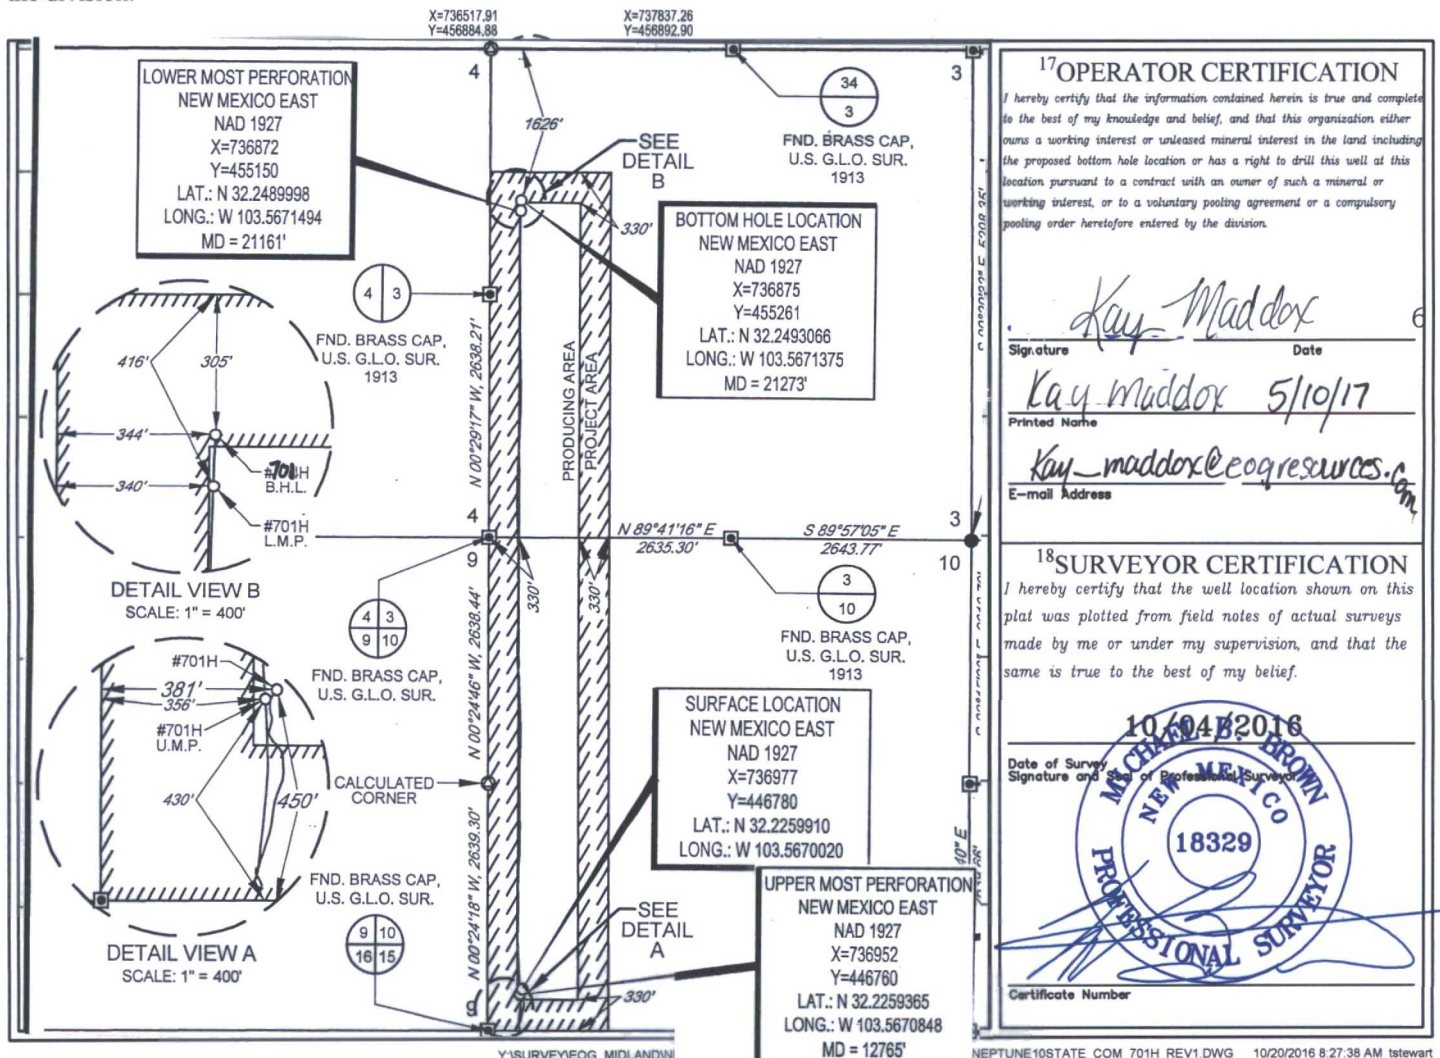 the division.
X=736517.91
Y=456884.88
X=737837.26
Y=456892.90
LOWER MOST PERFORATION
NEW MEXICO EAST
NAD 1927
X=736872
Y=455150
LAT.: N 32.2489998
LONG.: W 103.5671494
MD = 21161'
4
3
34
3
FND. BRASS CAP,
U.S. G.L.O. SUR.
1913
1626'
SEE
DETAIL
B
330'
BOTTOM HOLE LOCATION
NEW MEXICO EAST
NAD 1927
X=736875
Y=455261
LAT.: N 32.2493066
LONG.: W 103.5671375
MD = 21273'
4 3
FND. BRASS CAP,
U.S. G.L.O. SUR.
1913
N 00°29'17" W, 2638.21'
PRODUCING AREA
PROJECT AREA
416'
305'
344'
340'
#701H
B.H.L.
#701H
L.M.P.
DETAIL VIEW B
SCALE: 1" = 400'
4
9
N 89°41'16" E
2635.30'
S 89°57'05" E
2643.77'
3
10
330'
330'
3
10
FND. BRASS CAP,
U.S. G.L.O. SUR.
1913
4 3
9 10
FND. BRASS CAP,
U.S. G.L.O. SUR.
N 00°24'46" W, 2638.44'
#701H
381'
356'
#701H
U.M.P.
430'
450'
DETAIL VIEW A
SCALE: 1" = 400'
CALCULATED
CORNER
SURFACE LOCATION
NEW MEXICO EAST
NAD 1927
X=736977
Y=446780
LAT.: N 32.2259910
LONG.: W 103.5670020
FND. BRASS CAP,
U.S. G.L.O. SUR.
9 10
16 15
N 00°24'18" W, 2639.30'
9
SEE
DETAIL
A
330'
40" E
UPPER MOST PERFORATION
NEW MEXICO EAST
NAD 1927
X=736952
Y=446760
LAT.: N 32.2259365
LONG.: W 103.5670848
MD = 12765'
17 OPERATOR CERTIFICATION
I hereby certify that the information contained herein is true and complete
to the best of my knowledge and belief, and that this organization either
owns a working interest or unleased mineral interest in the land including
the proposed bottom hole location or has a right to drill this well at this
location pursuant to a contract with an owner of such a mineral or
working interest, or to a voluntary pooling agreement or a compulsory
pooling order heretofore entered by the division.
Kay Maddox
6
Signature Date
Kay Maddox 5/10/17
Printed Name
Kay_maddox@eogresources.com
E-mail Address
18 SURVEYOR CERTIFICATION
I hereby certify that the well location shown on this
plat was plotted from field notes of actual surveys
made by me or under my supervision, and that the
same is true to the best of my belief.
10/04/2016
Date of Survey
Signature and Seal of Professional Surveyor
MICHAEL B. BROWN
NEW MEXICO
18329
PROFESSIONAL SURVEYOR
Certificate Number
Y:\SURVEY\EOG_MIDLAND\
NEPTUNE10STATE_COM_701H_REV1.DWG 10/20/2016 8:27:38 AM tstewart